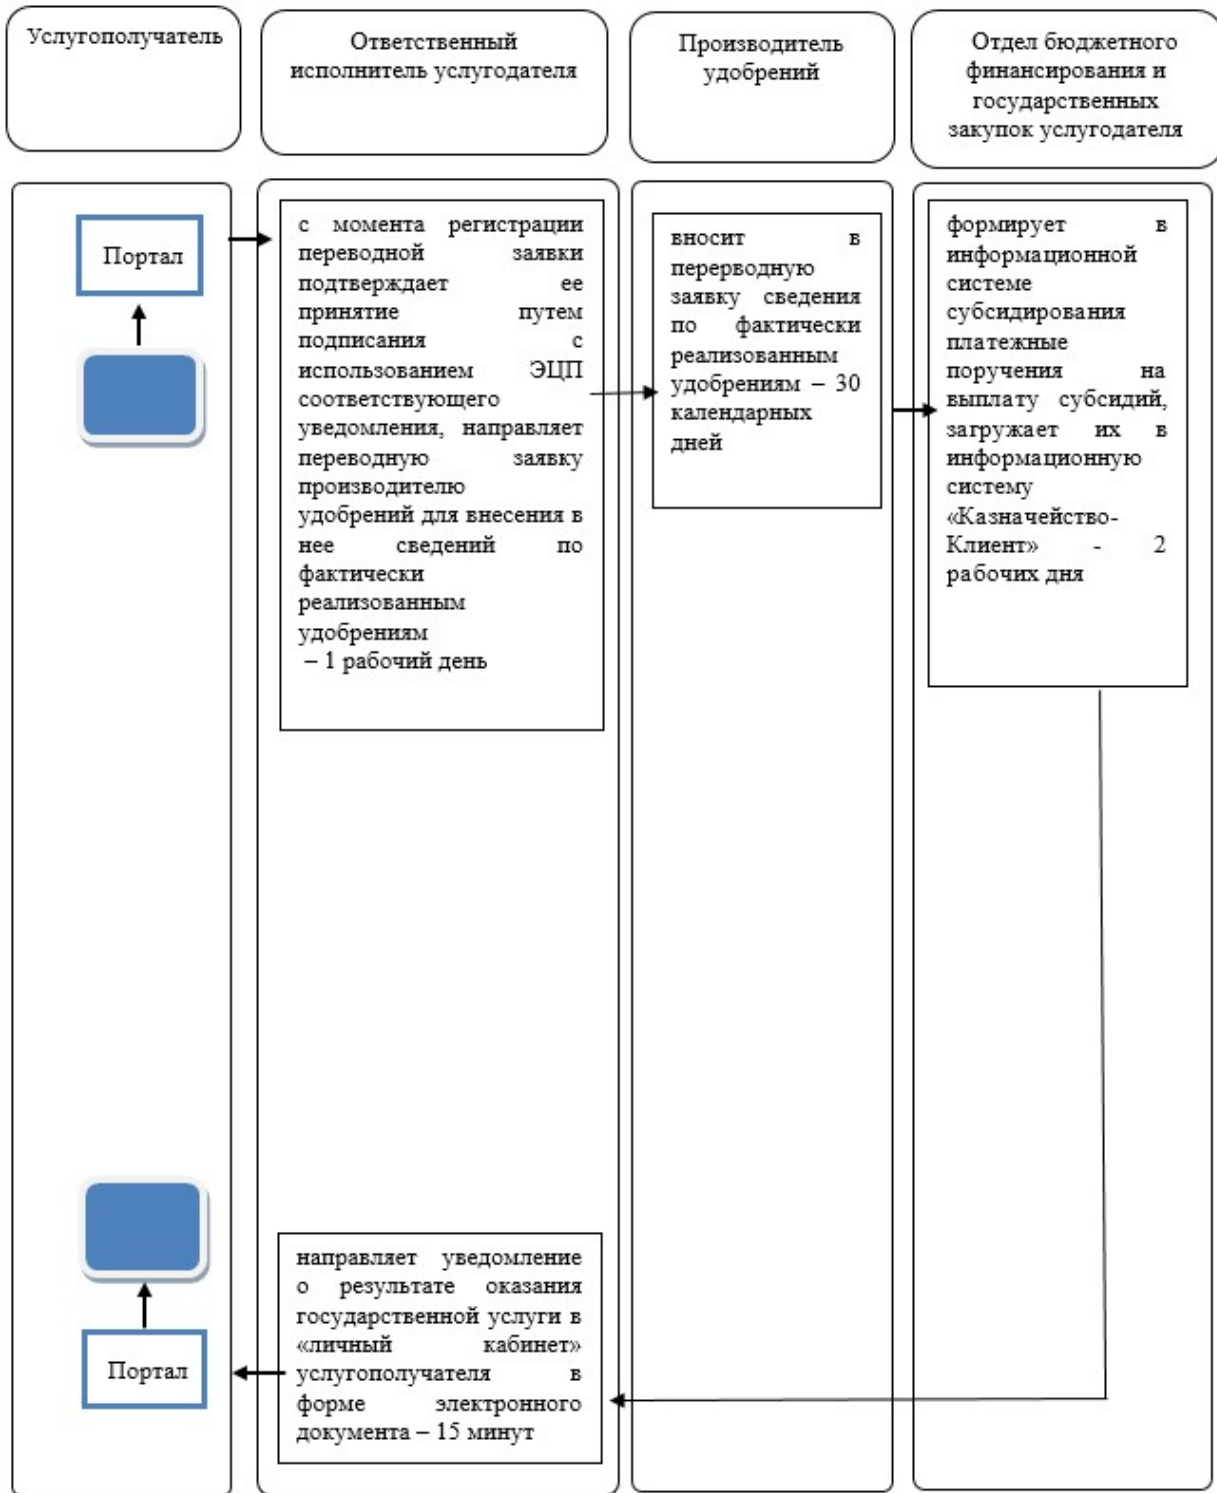 Услугополучатель
Ответственный
исполнитель услугодателя
Производитель
удобрений
Отдел бюджетного
финансирования и
государственных
закупок услугодателя
Портал
с момента регистрации
переводной заявки
подтверждает ее
принятие путем
подписания с
использованием ЭЦП
соответствующего
уведомления, направляет
переводную заявку
производителю
удобрений для внесения в
нее сведений по
фактически
реализованным
удобрениям
– 1 рабочий день
вносит в
перерводную
заявку сведения
по фактически
реализованным
удобрениям – 30
календарных
дней
формирует в
информационной
системе
субсидирования
платежные
поручения на
выплату субсидий,
загружает их в
информационную
систему
«Казначейство-
Клиент» - 2
рабочих дня
направляет уведомление
о результате оказания
государственной услуги в
«личный кабинет»
услугополучателя в
форме электронного
документа – 15 минут
Портал